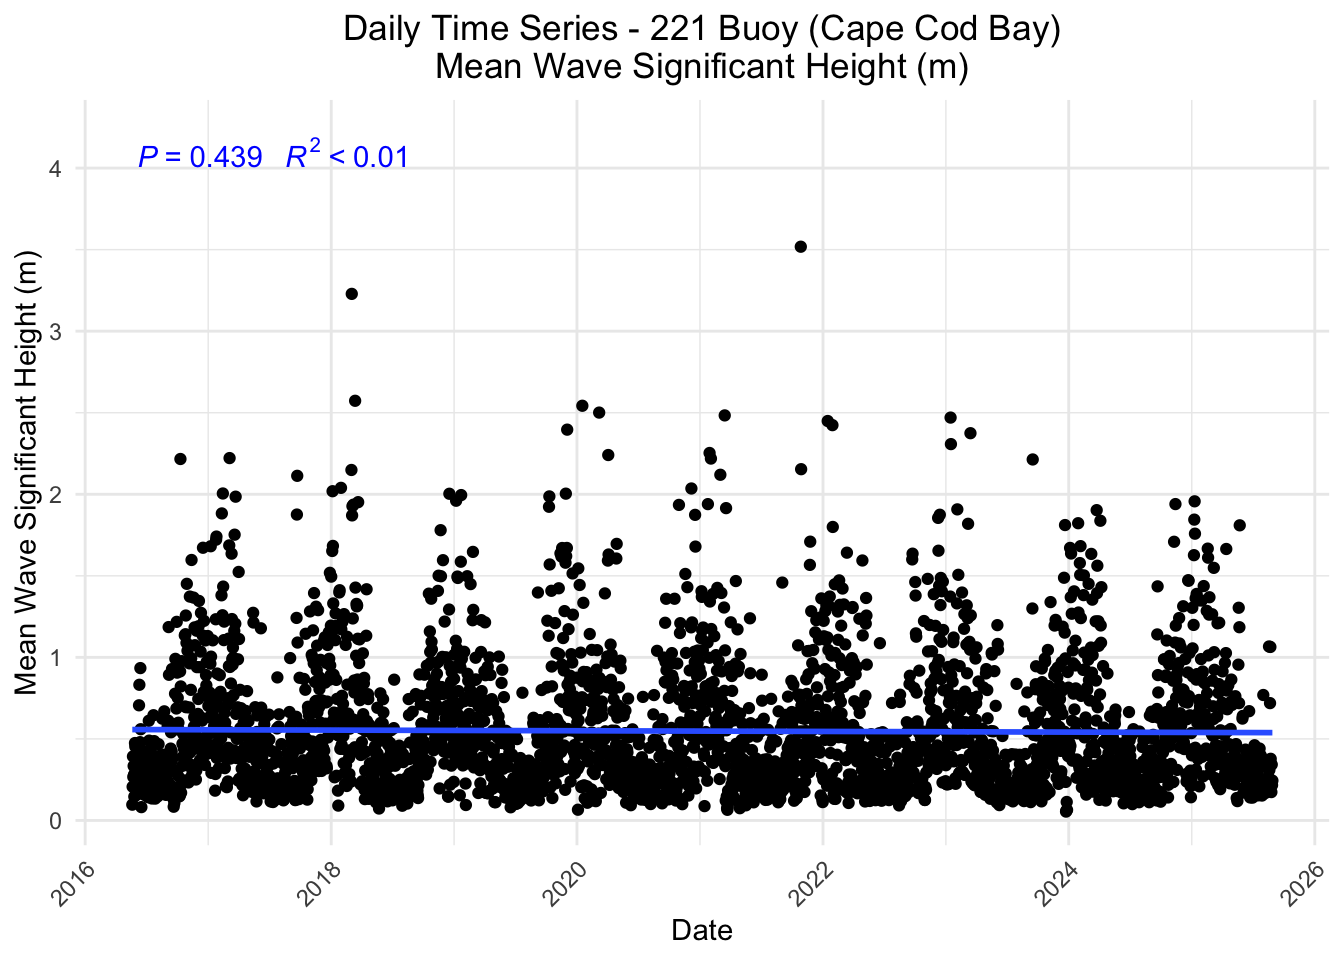 Daily Time Series - 221 Buoy (Cape Cod Bay)
Mean Wave Significant Height (m)
P = 0.439 R² < 0.01
Mean Wave Significant Height (m)
4
3
2
1
0
2016
2018
2020
2022
2024
2026
Date